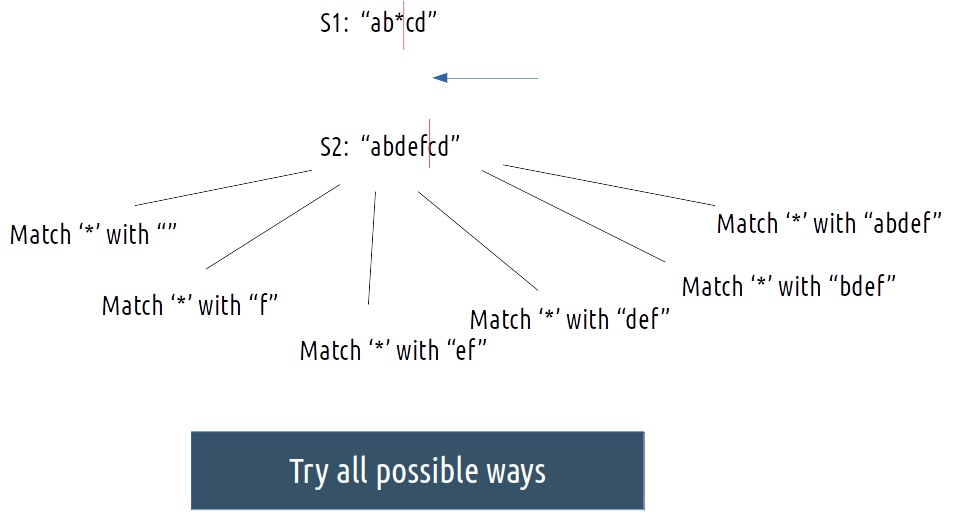 S1: “ab*cd”
S2: “abdefcd”
Match ‘*’ with “”
Match ‘*’ with “f”
Match ‘*’ with “ef”
Match ‘*’ with “def”
Match ‘*’ with “bdef”
Match ‘*’ with “abdef”
Try all possible ways